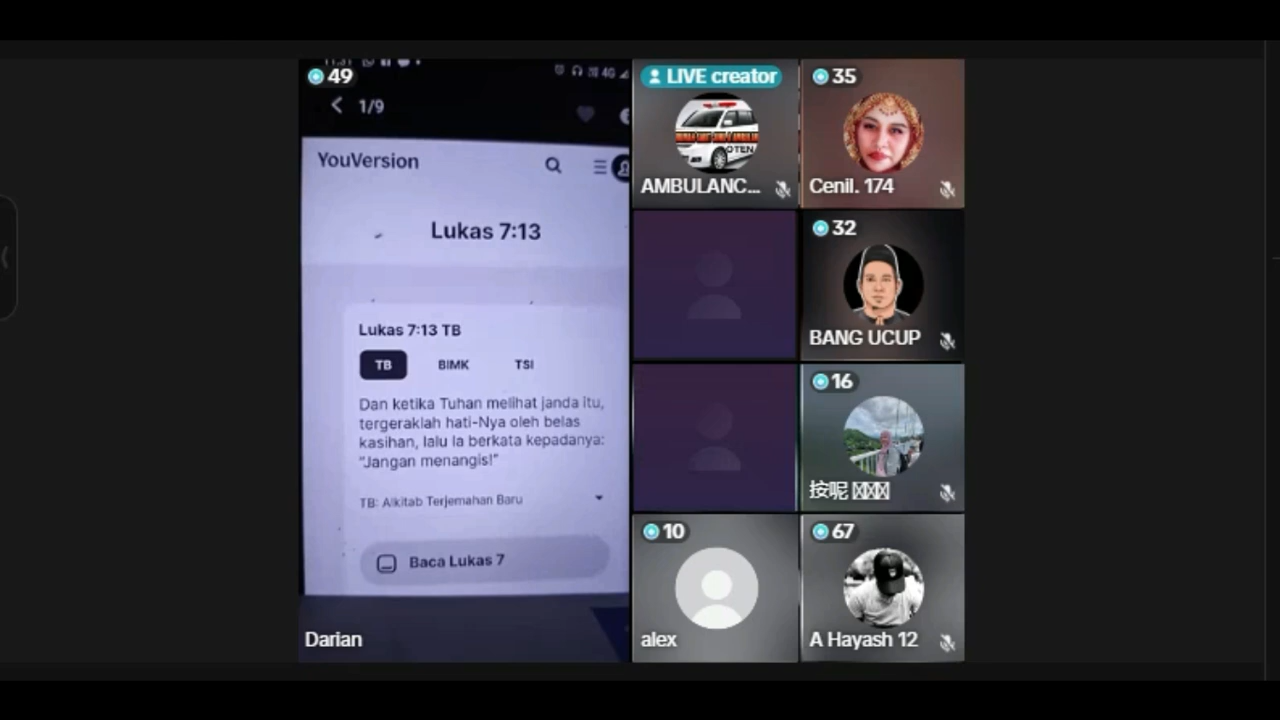 49
1/9
YouVersion
Lukas 7:13
Lukas 7:13 TB
TB
BIMK
TSI
Dan ketika Tuhan melihat janda itu,
tergeraklah hati-Nya oleh belas
kasihan, lalu Ia berkata kepadanya:
“Jangan menangis!”
TB: Alkitab Terjemahan Baru
Baca Lukas 7
Darian
LIVE creator
AMBULANC...
35
Cenil. 174
32
BANG UCUP
16
按呢
10
alex
67
A Hayash 12